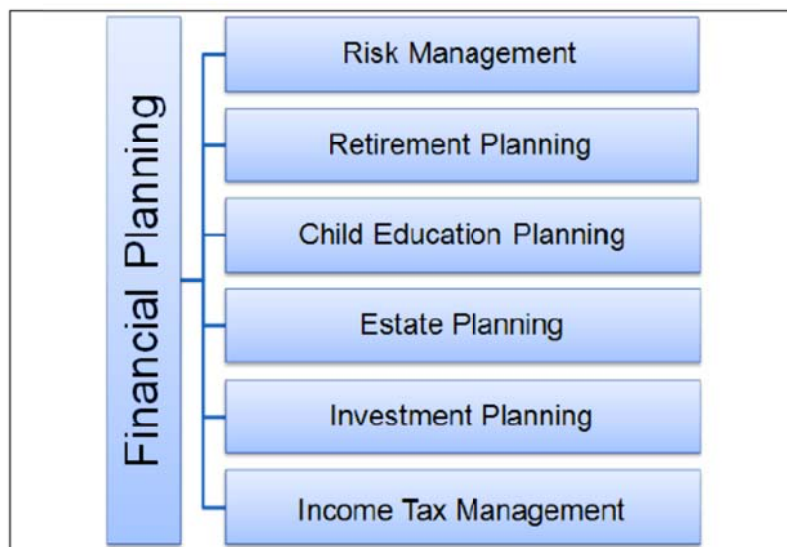 Financial Planning
Risk Management
Retirement Planning
Child Education Planning
Estate Planning
Investment Planning
Income Tax Management